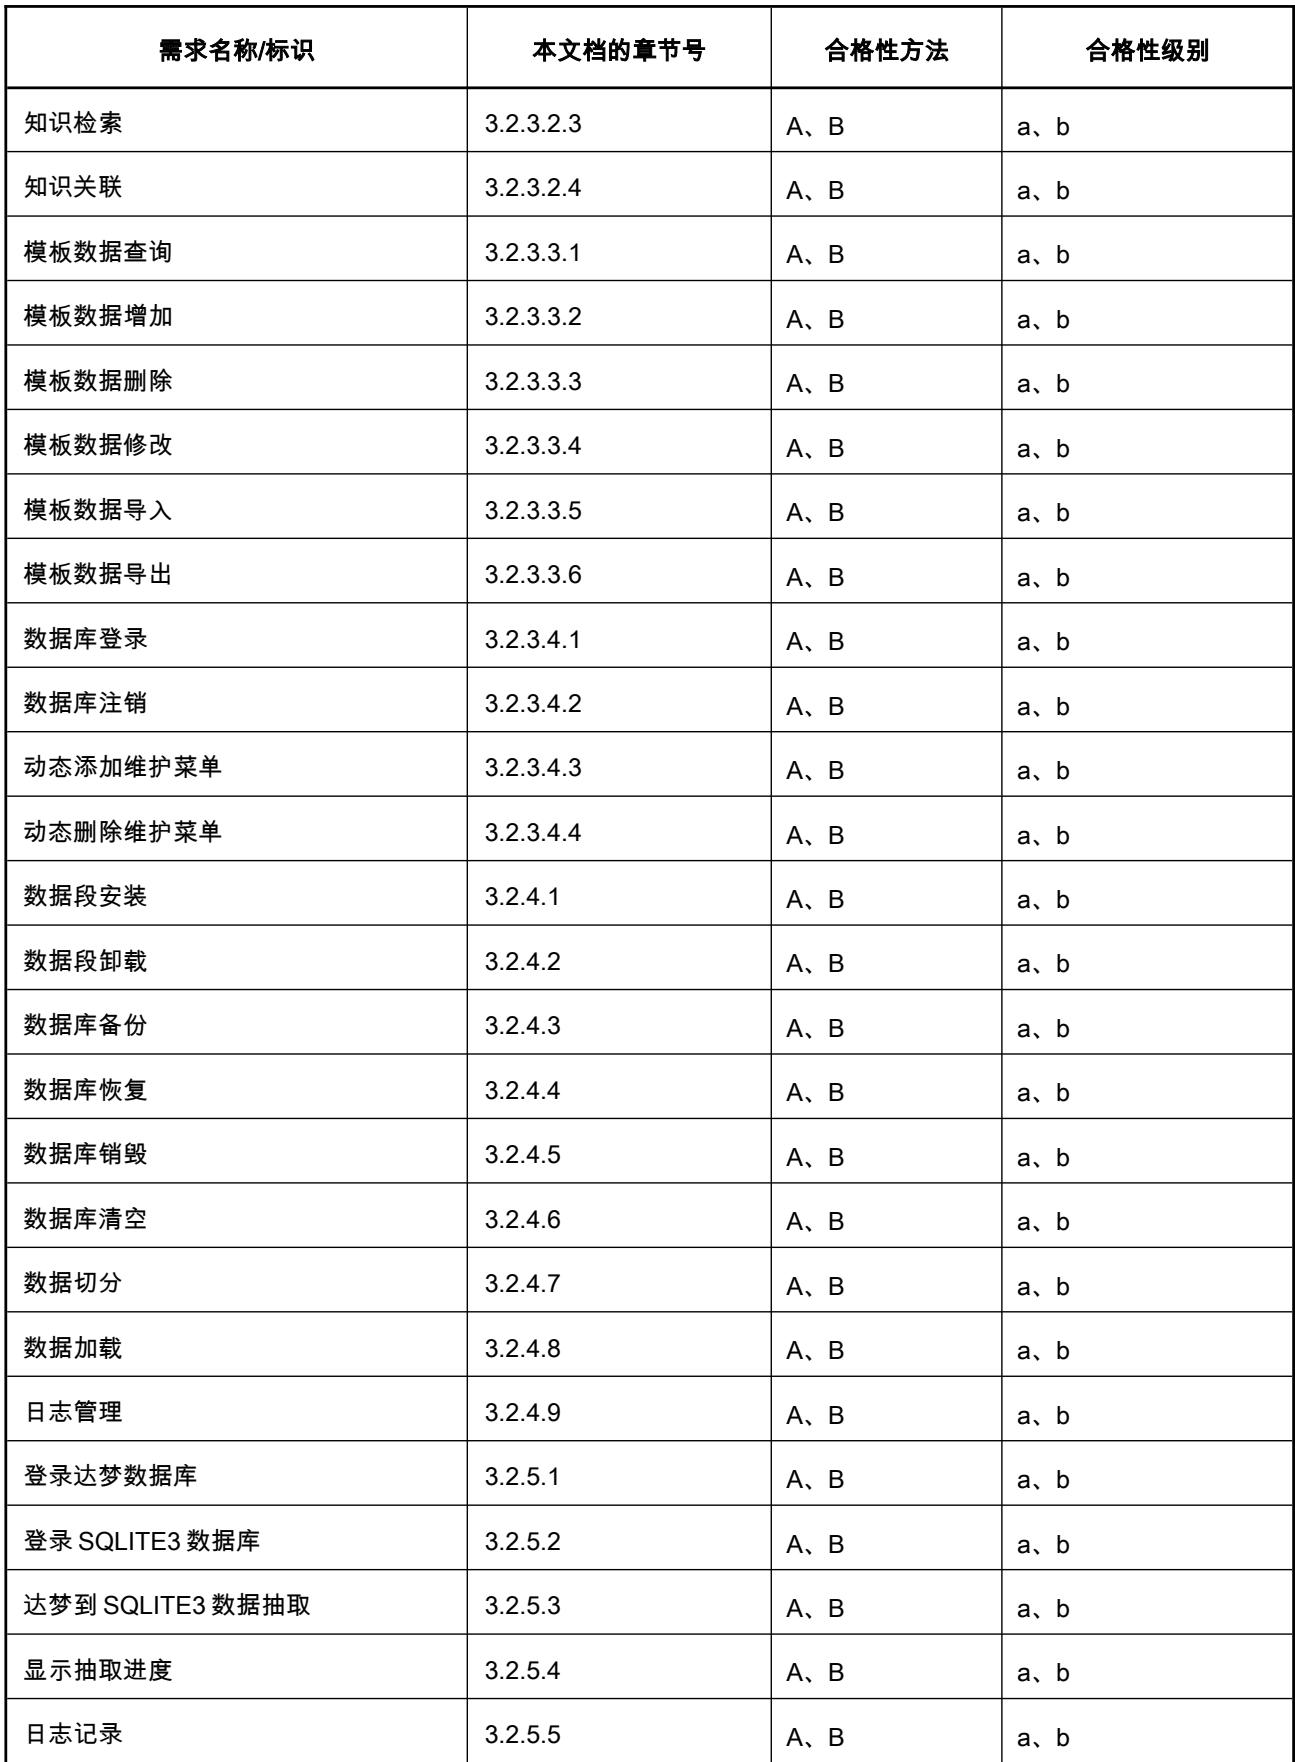 需求名称/标识 本文档的章节号 合格性方法 合格性级别
知识检索 3.2.3.2.3 A、B a、b
知识关联 3.2.3.2.4 A、B a、b
模板数据查询 3.2.3.3.1 A、B a、b
模板数据增加 3.2.3.3.2 A、B a、b
模板数据删除 3.2.3.3.3 A、B a、b
模板数据修改 3.2.3.3.4 A、B a、b
模板数据导入 3.2.3.3.5 A、B a、b
模板数据导出 3.2.3.3.6 A、B a、b
数据库登录 3.2.3.4.1 A、B a、b
数据库注销 3.2.3.4.2 A、B a、b
动态添加维护菜单 3.2.3.4.3 A、B a、b
动态删除维护菜单 3.2.3.4.4 A、B a、b
数据段安装 3.2.4.1 A、B a、b
数据段卸载 3.2.4.2 A、B a、b
数据库备份 3.2.4.3 A、B a、b
数据库恢复 3.2.4.4 A、B a、b
数据库销毁 3.2.4.5 A、B a、b
数据库清空 3.2.4.6 A、B a、b
数据切分 3.2.4.7 A、B a、b
数据加载 3.2.4.8 A、B a、b
日志管理 3.2.4.9 A、B a、b
登录达梦数据库 3.2.5.1 A、B a、b
登录 SQLITE3 数据库 3.2.5.2 A、B a、b
达梦到 SQLITE3 数据抽取 3.2.5.3 A、B a、b
显示抽取进度 3.2.5.4 A、B a、b
日志记录 3.2.5.5 A、B a、b